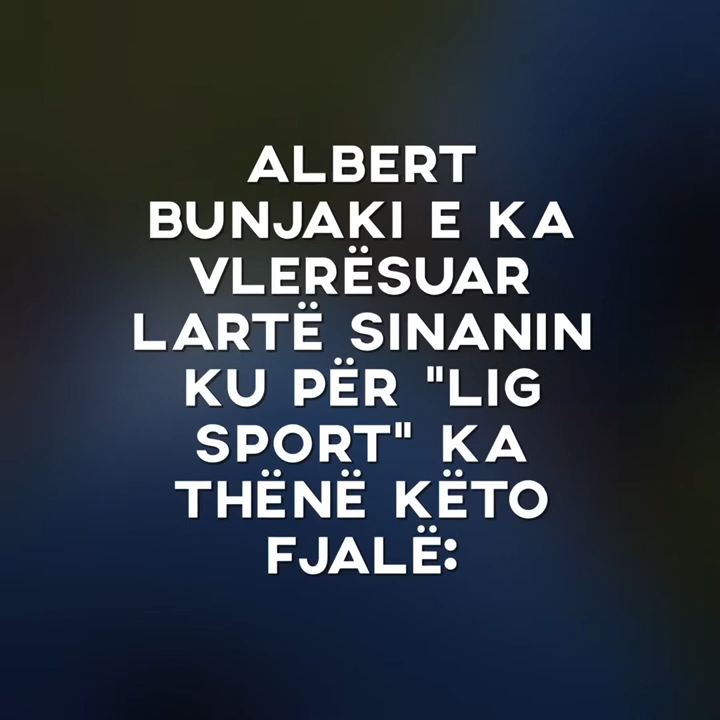 ALBERT
BUNJAKI E KA
VLERËSUAR
LARTË SINANIN
KU PËR "LIG
SPORT" KA
THËNË KËTO
FJALË: